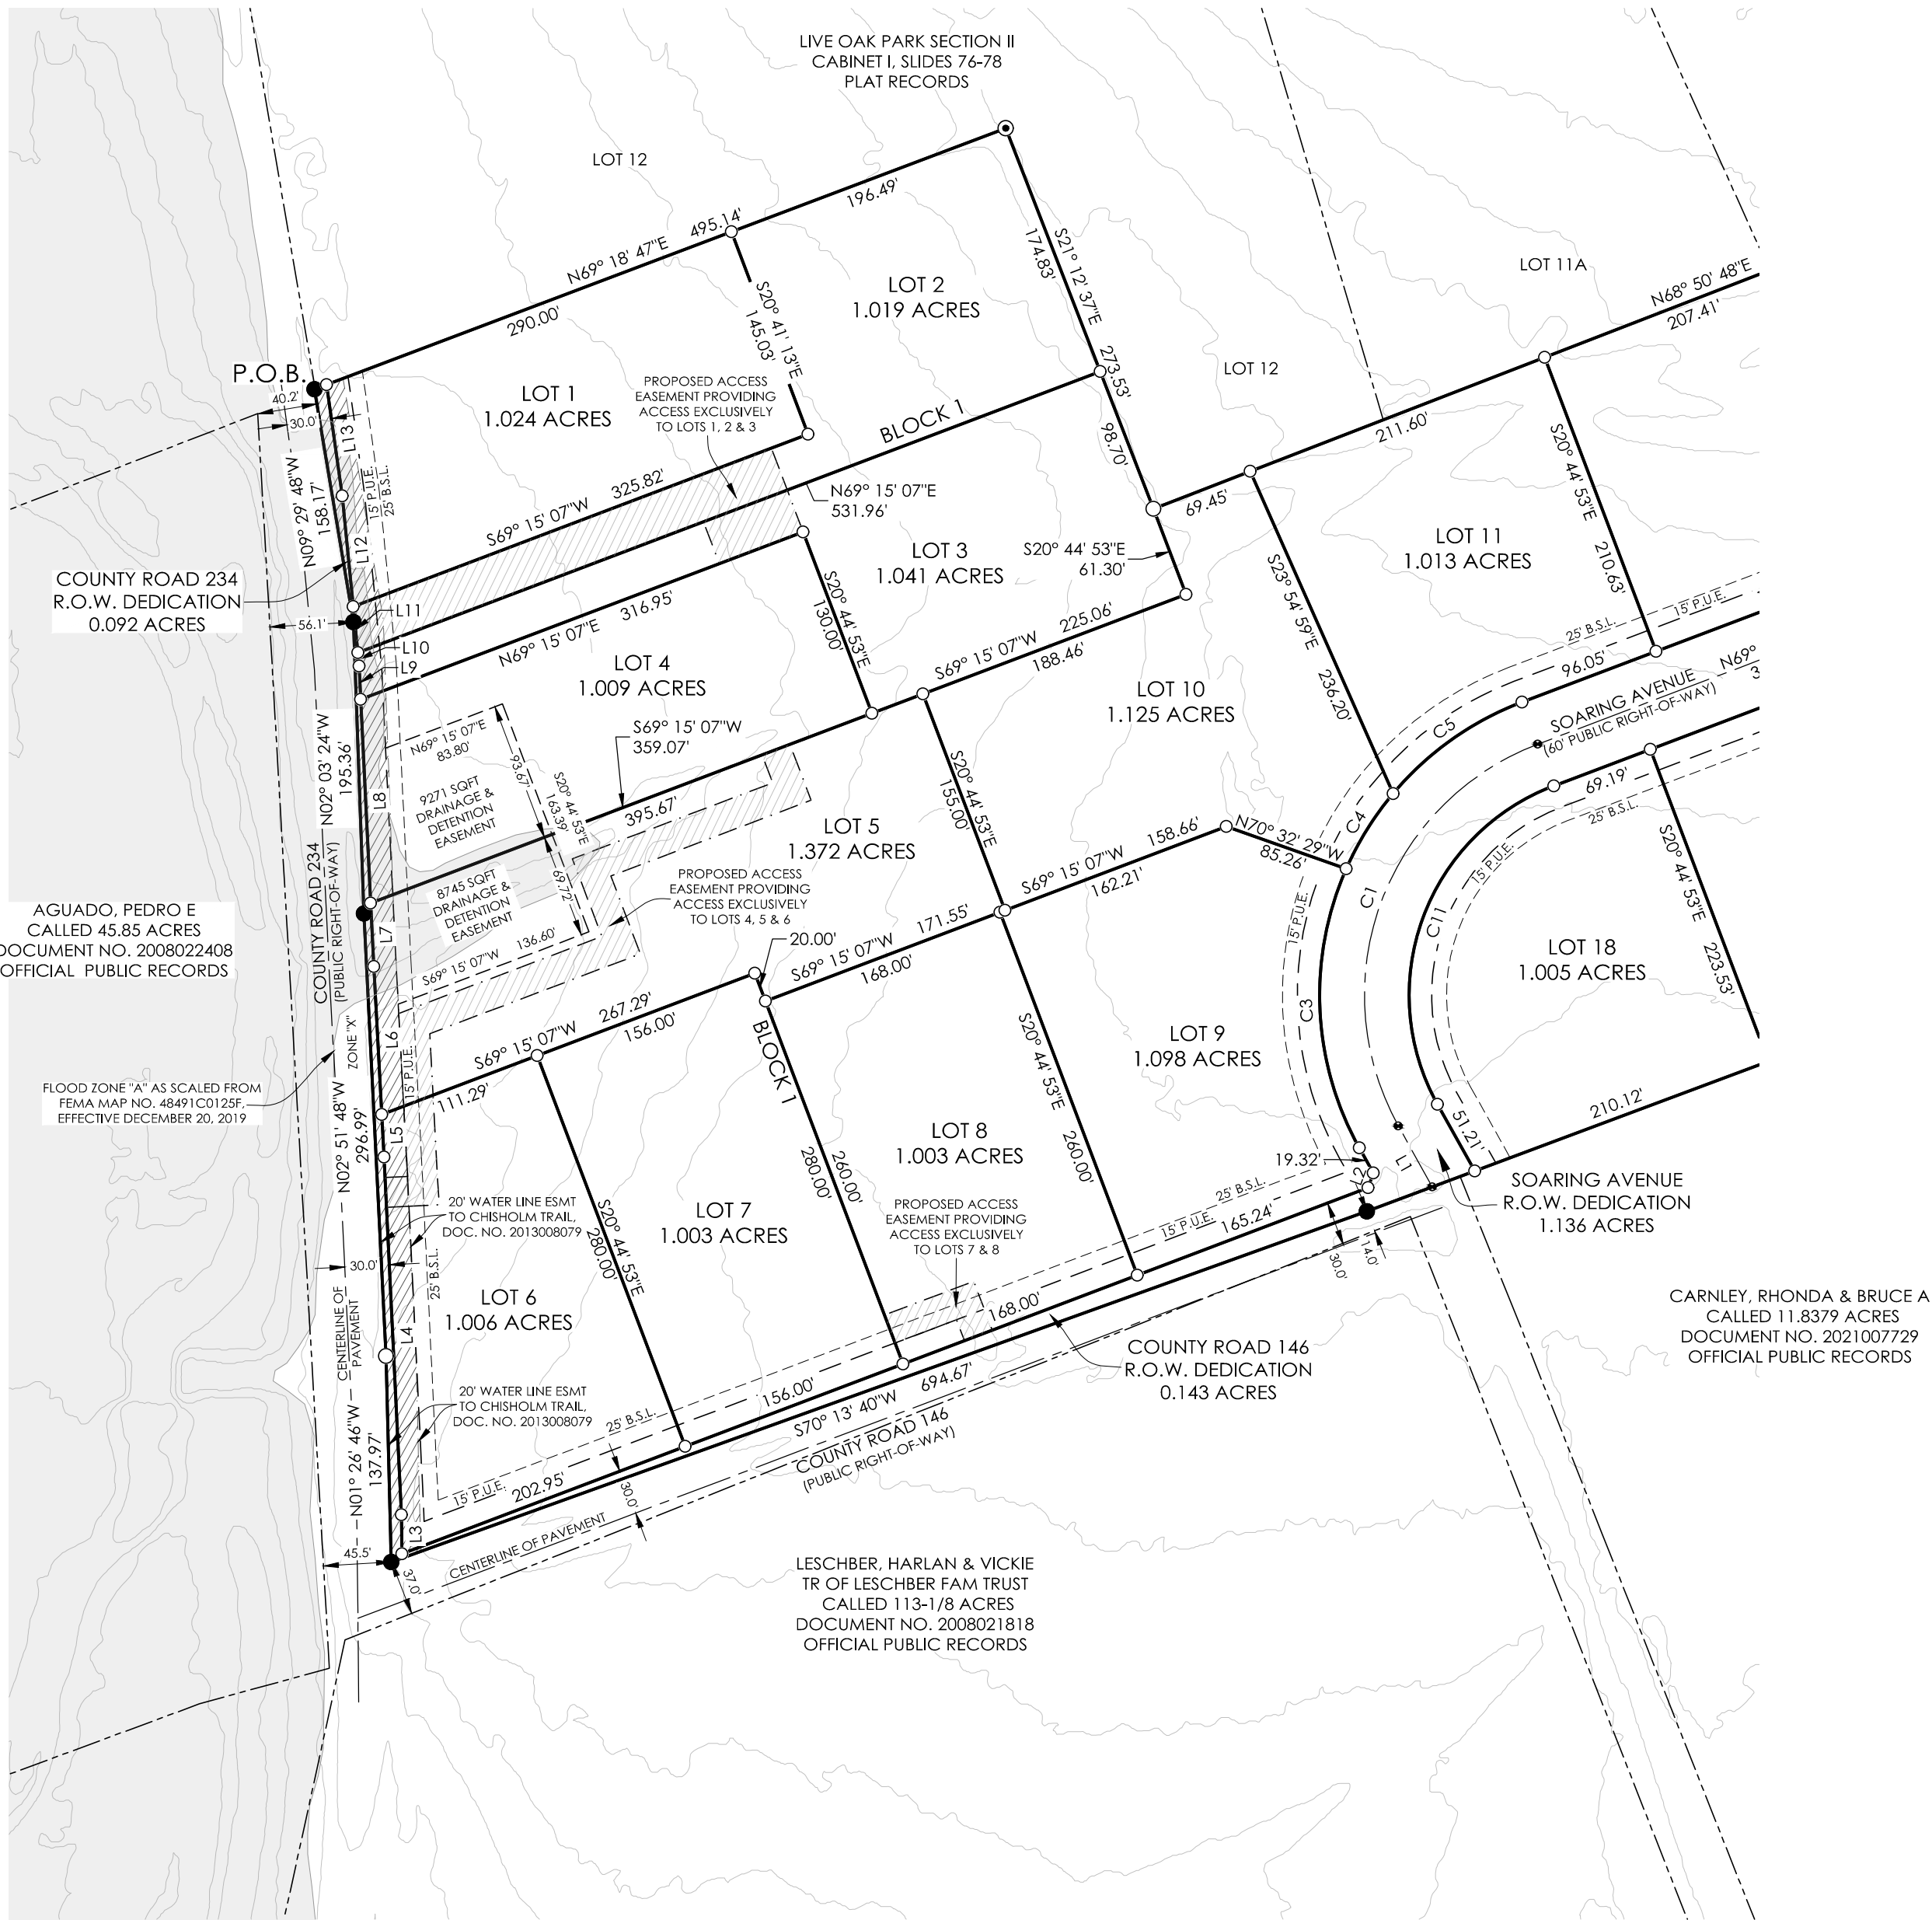 LIVE OAK PARK SECTION II
CABINET I, SLIDES 76-78
PLAT RECORDS
LOT 12
196.49'
495.14'
N69° 18' 47"E
290.00'
S21° 12' 37"E
174.83'
273.53'
98.70'
LOT 2
1.019 ACRES
S20° 41' 13"E
145.03'
LOT 11A
N68° 50' 48"E
207.41'
P.O.B.
40.2'
30.0'
L13
LOT 1
1.024 ACRES
PROPOSED ACCESS
EASEMENT PROVIDING
ACCESS EXCLUSIVELY
TO LOTS 1, 2 & 3
BLOCK 1
LOT 12
211.60'
69.45'
N09° 29' 48"W
158.17'
15' P.U.E.
25' B.S.L.
L12
S69° 15' 07"W
325.82'
N69° 15' 07"E
531.96'
LOT 3
1.041 ACRES
S20° 44' 53"E
61.30'
S23° 54' 59"E
236.20'
LOT 11
1.013 ACRES
S20° 44' 53"E
210.63'
COUNTY ROAD 234
R.O.W. DEDICATION
0.092 ACRES
56.1'
L11
L10
L9
N69° 15' 07"E
316.95'
S20° 44' 53"E
130.00'
LOT 4
1.009 ACRES
S69° 15' 07"W
225.06'
188.46'
LOT 10
1.125 ACRES
25' B.S.L.
15' P.U.E.
96.05'
N69°
3
SOARING AVENUE
(60' PUBLIC RIGHT-OF-WAY)
C5
C4
C1
C11
C3
N02° 03' 24"W
195.36'
L8
N69° 15' 07"E
83.80'
93.67'
S20° 44' 53"E
163.39'
69.72'
S69° 15' 07"W
359.07'
395.67'
9271 SQFT
DRAINAGE &
DETENTION
EASEMENT
8745 SQFT
DRAINAGE &
DETENTION
EASEMENT
LOT 5
1.372 ACRES
S20° 44' 53"E
155.00'
158.66'
S69° 15' 07"W
162.21'
N70° 32' 29"W
85.26'
69.19'
25' B.S.L.
15' P.U.E.
S20° 44' 53"E
223.53'
LOT 18
1.005 ACRES
PROPOSED ACCESS
EASEMENT PROVIDING
ACCESS EXCLUSIVELY
TO LOTS 4, 5 & 6
AGUADO, PEDRO E
CALLED 45.85 ACRES
DOCUMENT NO. 2008022408
OFFICIAL PUBLIC RECORDS
COUNTY ROAD 234
(PUBLIC RIGHT-OF-WAY)
L7
S69° 15' 07"W
136.60'
171.55'
20.00'
S69° 15' 07"W
168.00'
15' P.U.E.
ZONE "X"
L6
15' P.U.E.
S69° 15' 07"W
267.29'
156.00'
111.29'
BLOCK 1
S20° 44' 53"E
260.00'
LOT 9
1.098 ACRES
FLOOD ZONE "A" AS SCALED FROM
FEMA MAP NO. 48491C0125F,
EFFECTIVE DECEMBER 20, 2019
N02° 51' 48"W
296.99'
L5
LOT 8
1.003 ACRES
260.00'
280.00'
210.12'
51.21'
19.32'
L2
L1
SOARING AVENUE
R.O.W. DEDICATION
1.136 ACRES
20' WATER LINE ESMT
TO CHISHOLM TRAIL,
DOC. NO. 2013008079
S20° 44' 53"E
280.00'
LOT 7
1.003 ACRES
PROPOSED ACCESS
EASEMENT PROVIDING
ACCESS EXCLUSIVELY
TO LOTS 7 & 8
25' B.S.L.
15' P.U.E.
165.24'
30.0'
14.0'
30.0'
25' B.S.L.
CENTERLINE OF
PAVEMENT
L4
LOT 6
1.006 ACRES
168.00'
CARNLEY, RHONDA & BRUCE A
CALLED 11.8379 ACRES
DOCUMENT NO. 2021007729
OFFICIAL PUBLIC RECORDS
COUNTY ROAD 146
R.O.W. DEDICATION
0.143 ACRES
20' WATER LINE ESMT
TO CHISHOLM TRAIL,
DOC. NO. 2013008079
156.00'
694.67'
S70° 13' 40"W
COUNTY ROAD 146
(PUBLIC RIGHT-OF-WAY)
25' B.S.L.
N01° 26' 46"W
137.97'
15' P.U.E.
202.95'
30.0'
L3
CENTERLINE OF PAVEMENT
45.5'
37.0'
LESCHBER, HARLAN & VICKIE
TR OF LESCHBER FAM TRUST
CALLED 113-1/8 ACRES
DOCUMENT NO. 2008021818
OFFICIAL PUBLIC RECORDS